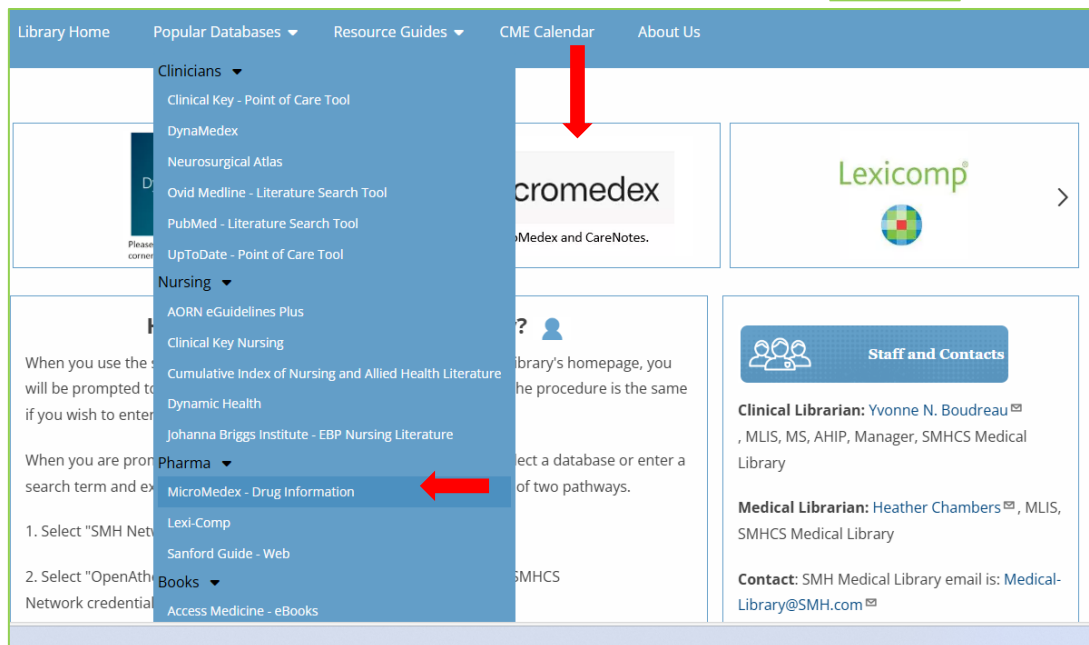 Library Home Popular Databases Resource Guides CME Calendar About Us
Clinicians
Clinical Key - Point of Care Tool
DynaMedex
Neurosurgical Atlas
Ovid Medline - Literature Search Tool
PubMed - Literature Search Tool
UpToDate - Point of Care Tool
Nursing
AORN eGuidelines Plus
Clinical Key Nursing
Cumulative Index of Nursing and Allied Health Literature
Dynamic Health
Johanna Briggs Institute - EBP Nursing Literature
Pharma
MicroMedex - Drug Information
Lexi-Comp
Sanford Guide - Web
Books
Access Medicine - eBooks
Please
corner
cromedex
oMedex and CareNotes.
Lexicomp®
?
When you use the ibrary's homepage, you
will be prompted to he procedure is the same
if you wish to enter
When you are pron lect a database or enter a
search term and ex of two pathways.
1. Select "SMH Netw
2. Select "OpenAthe SMHCS
Network credential
Staff and Contacts
Clinical Librarian: Yvonne N. Boudreau
, MLIS, MS, AHIP, Manager, SMHCS Medical
Library
Medical Librarian: Heather Chambers , MLIS,
SMHCS Medical Library
Contact: SMH Medical Library email is: Medical-
Library@SMH.com